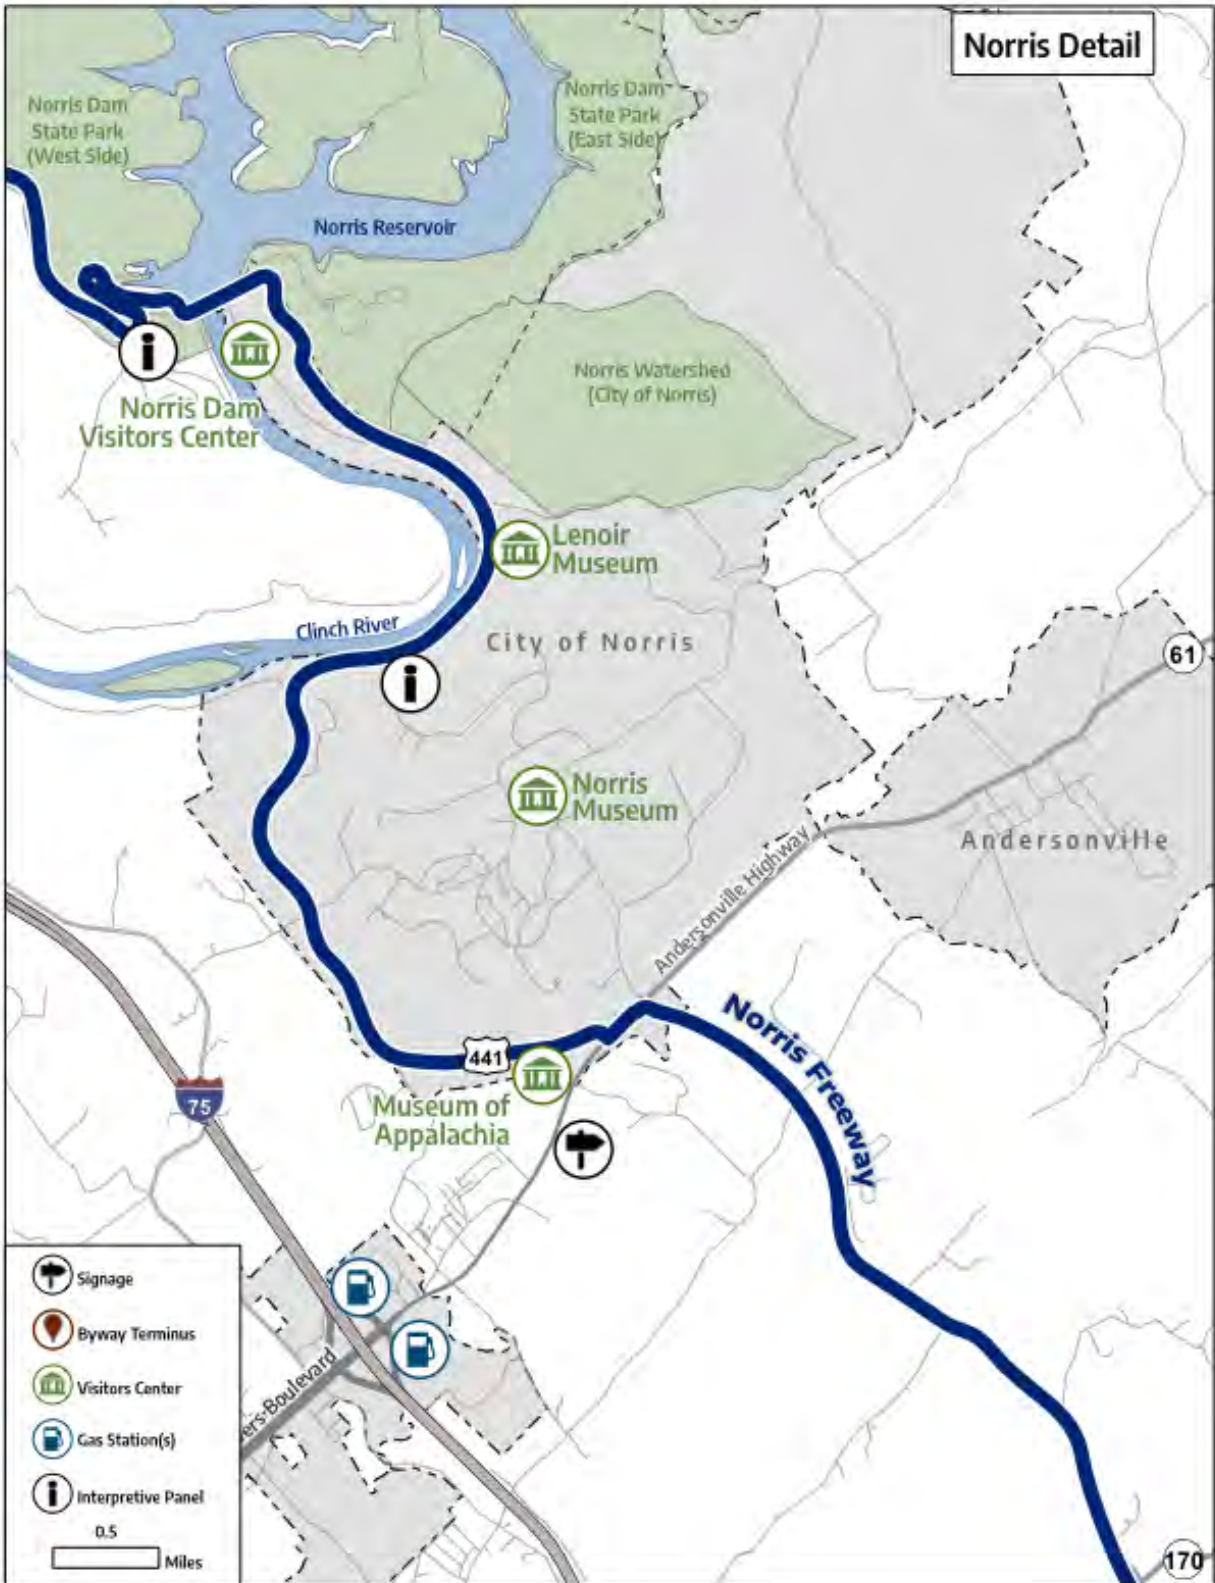 Norris Detail
Norris Dam
State Park
(West Side)
Norris Dam
State Park
(East Side)
Norris Reservoir
Norris Watershed
(City of Norris)
Norris Dam
Visitors Center
Lenoir
Museum
Clinch River
City of Norris
61
Norris
Museum
Andersonville
Andersonville Highway
Norris Freeway
441
75
Museum of
Appalachia
Signage
Byway Terminus
Visitors Center
Gas Station(s)
Interpretive Panel
0.5
Miles
ers-Boulevard
170